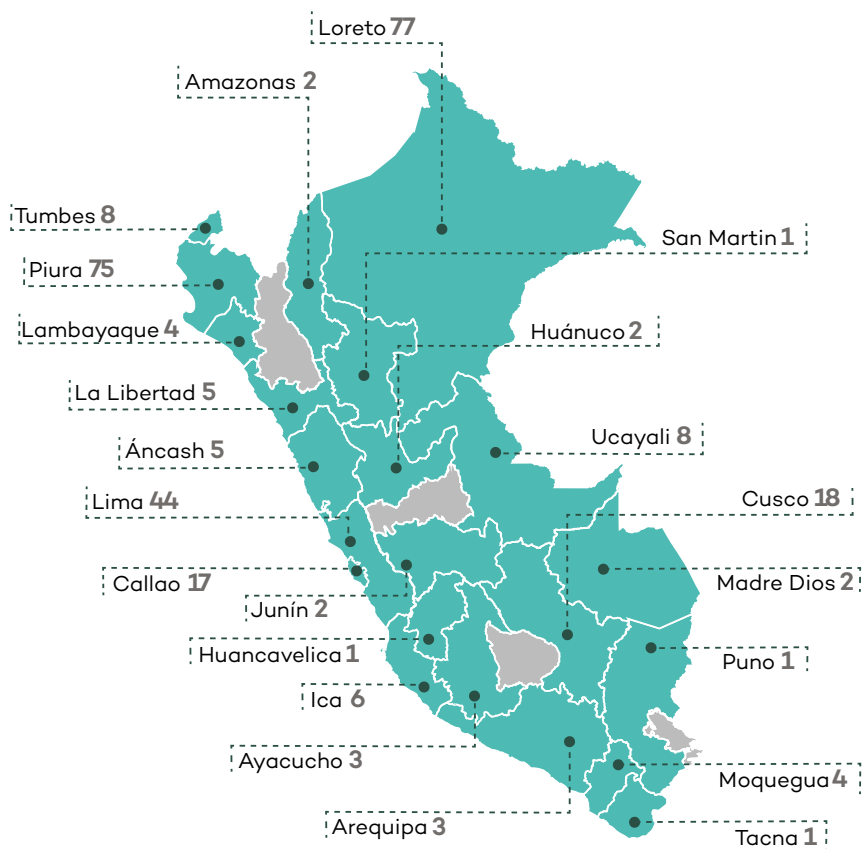 Loreto 77
Amazonas 2
Tumbes 8
San Martin 1
Piura 75
Lambayaque 4
Huánuco 2
La Libertad 5
Ucayali 8
Áncash 5
Lima 44
Cusco 18
Callao 17
Madre Dios 2
Junín 2
Huancavelica 1
Puno 1
Ica 6
Ayacucho 3
Moquegua 4
Arequipa 3
Tacna 1